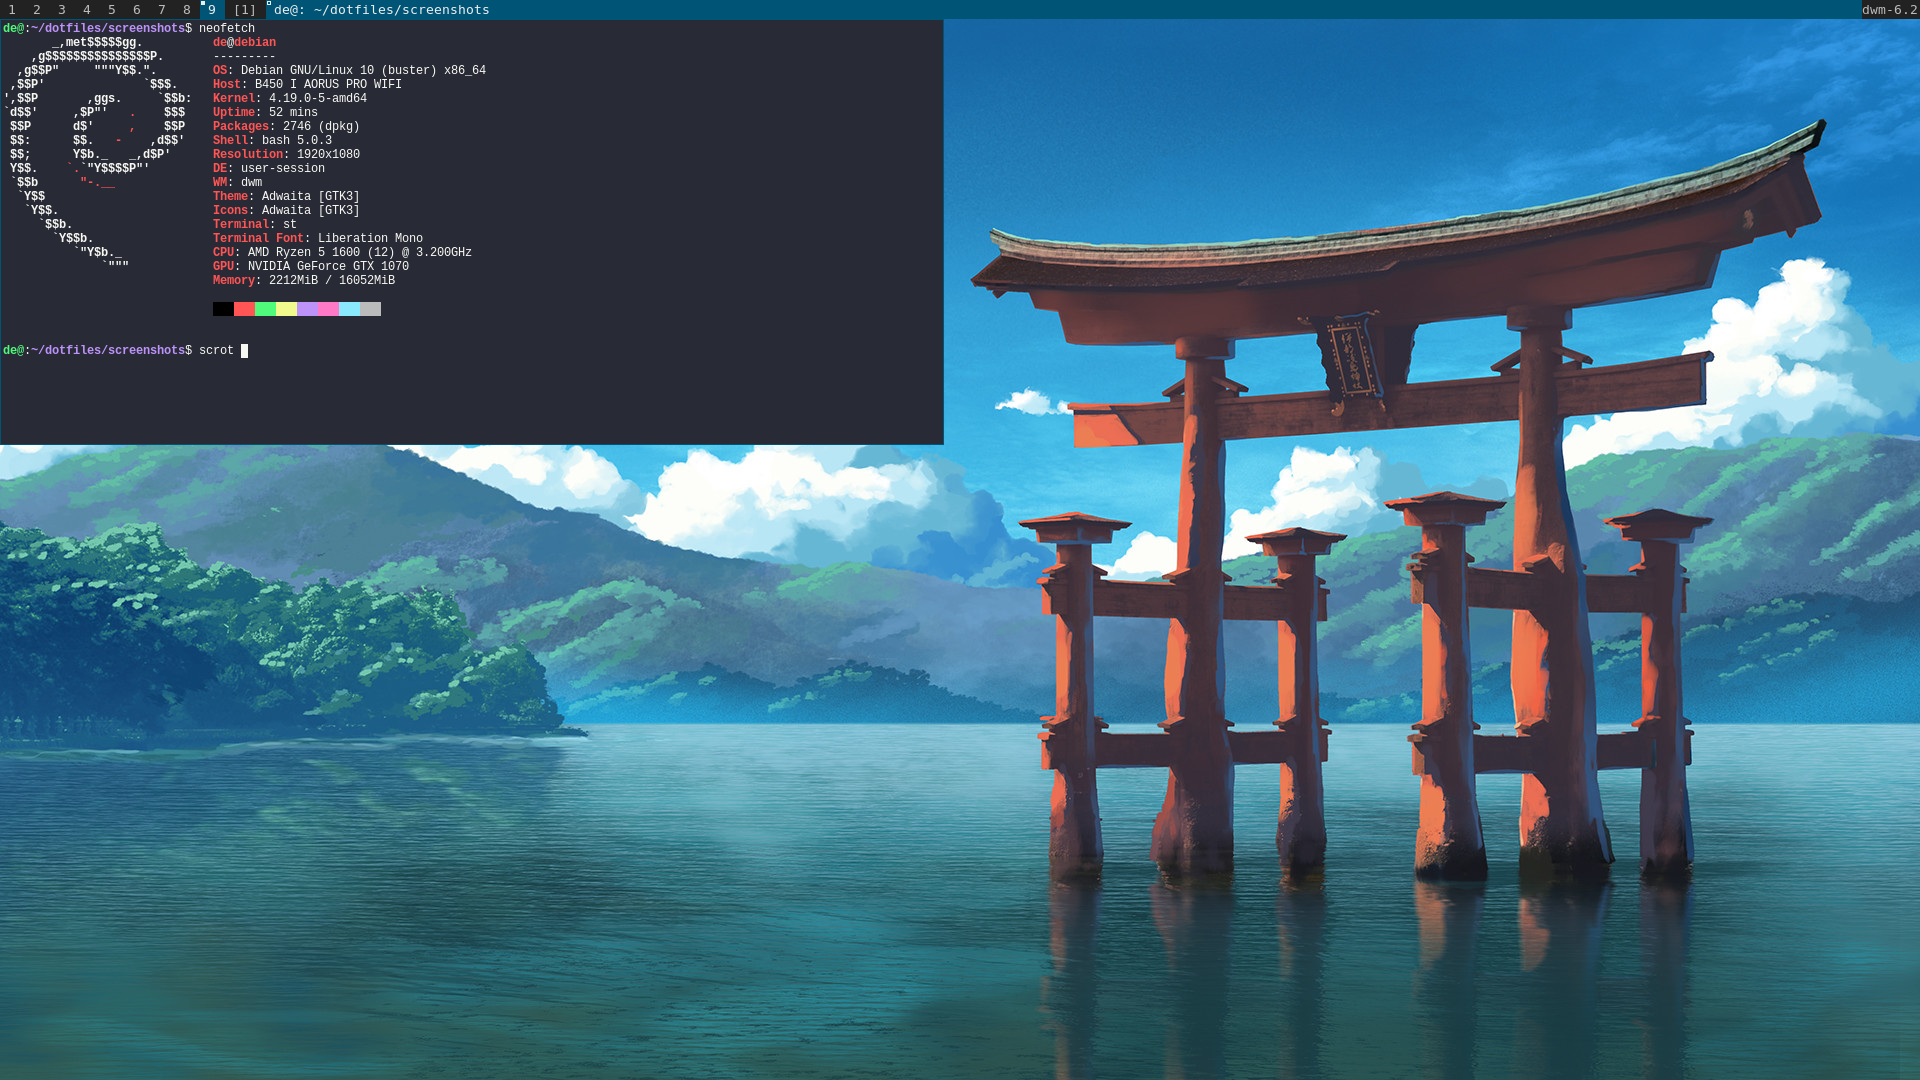 1 2 3 4 5 6 7 8 9 [1] de@: ~/dotfiles/screenshots dwm-6.2
de@:~/dotfiles/screenshots$ neofetch
       _,met$$$$$gg.          de@debian
    ,g$$$$$$$$$$$$$$$P.       ---------
  ,g$$P"     """Y$$.".        OS: Debian GNU/Linux 10 (buster) x86_64
 ,$$P'              `$$$.     Host: B450 I AORUS PRO WIFI
',$$P       ,ggs.     `$$b:   Kernel: 4.19.0-5-amd64
`d$$'     ,$P"'   .    $$$    Uptime: 52 mins
 $$P      d$'     ,    $$P    Packages: 2746 (dpkg)
 $$:      $$.   -    ,d$$'    Shell: bash 5.0.3
 $$;      Y$b._   _,d$P'      Resolution: 1920x1080
 Y$$.    `.`"Y$$$$P"'         DE: user-session
 `$$b      "-.__              WM: dwm
  `Y$$                        Theme: Adwaita [GTK3]
   `Y$$.                      Icons: Adwaita [GTK3]
     `$$b.                    Terminal: st
       `Y$$b.                 Terminal Font: Liberation Mono
          `"Y$b._             CPU: AMD Ryzen 5 1600 (12) @ 3.200GHz
              `"""            GPU: NVIDIA GeForce GTX 1070
                              Memory: 2212MiB / 16052MiB
de@:~/dotfiles/screenshots$ scrot